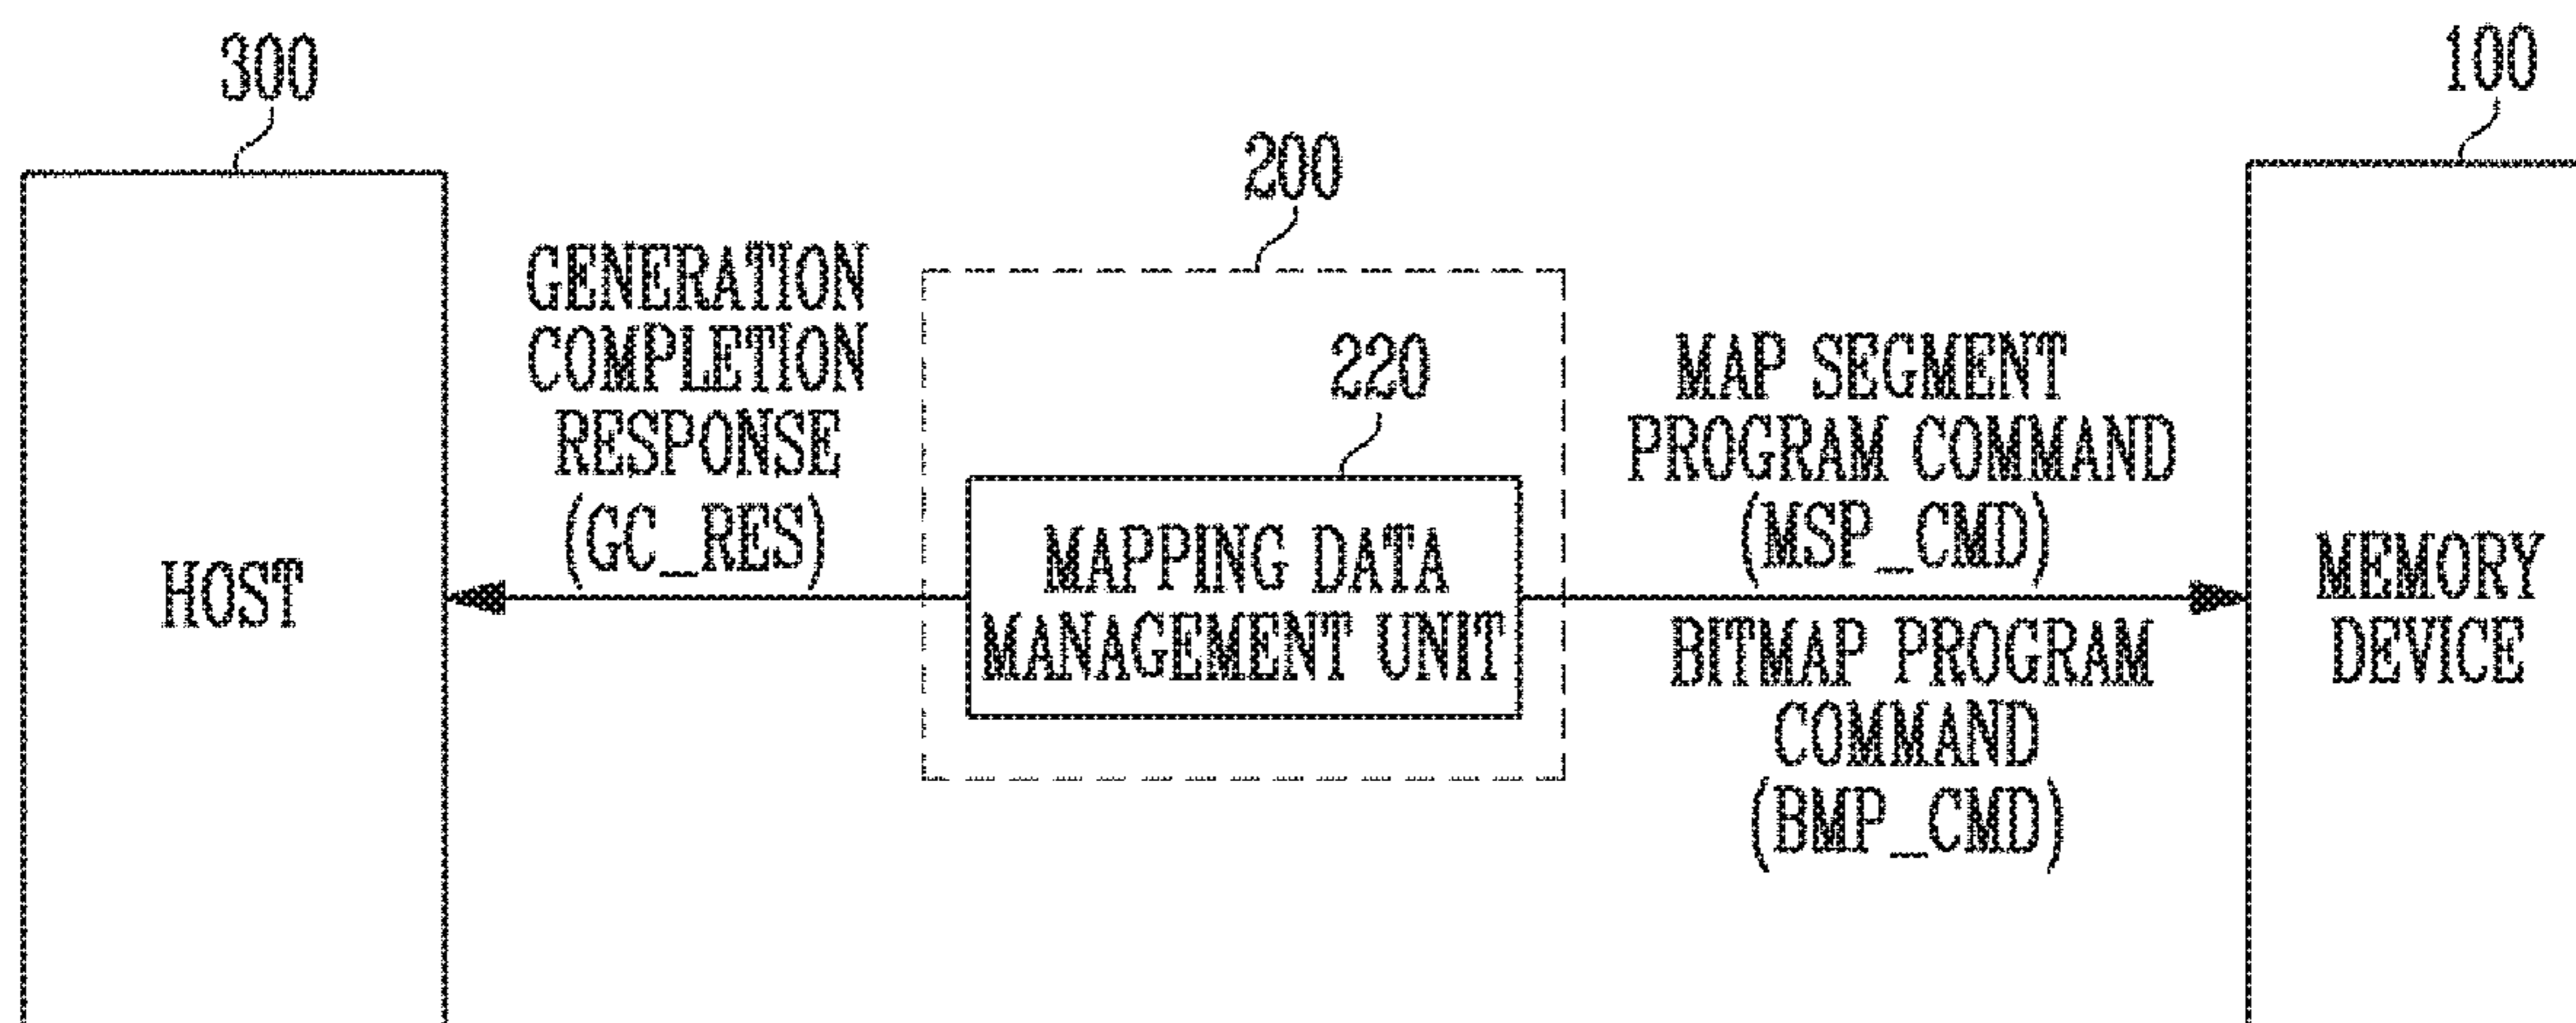 300
100
200
GENERATION
COMPLETION
RESPONSE
(GC_RES)
220
MAP SEGMENT
PROGRAM COMMAND
(MSP_CMD)
HOST
MAPPING DATA
MANAGEMENT UNIT
BITMAP PROGRAM
COMMAND
(BMP_CMD)
MEMORY
DEVICE